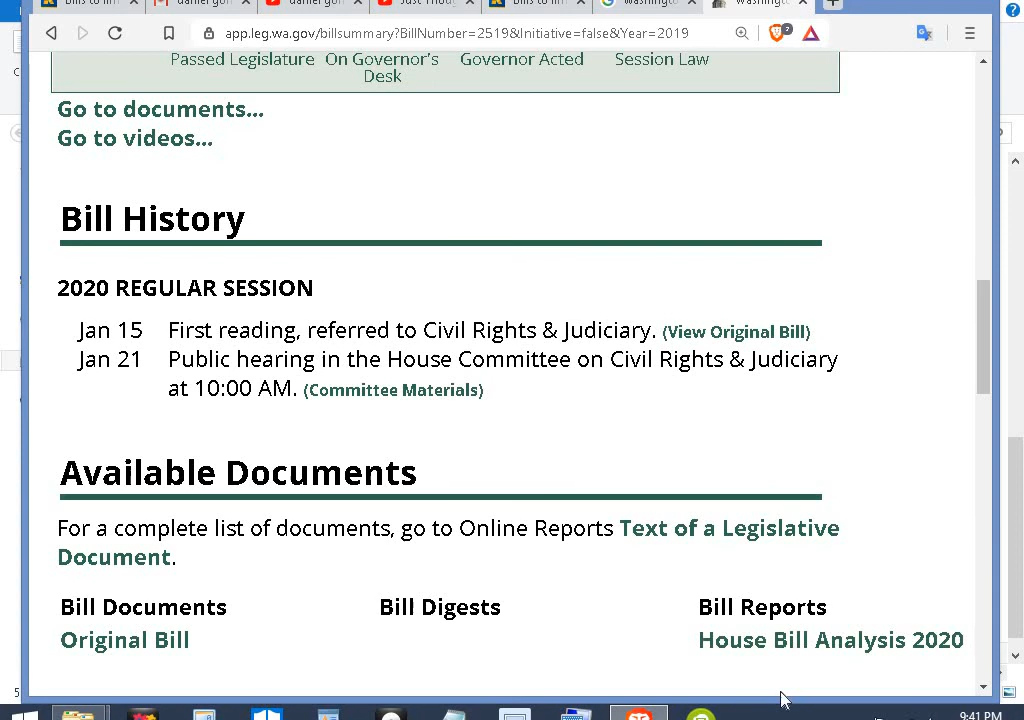 app.leg.wa.gov/billsummary?BillNumber=2519&Initiative=false&Year=2019
2
Passed Legislature On Governor's Desk Governor Acted Session Law
Go to documents...
Go to videos...
Bill History
2020 REGULAR SESSION
Jan 15 First reading, referred to Civil Rights & Judiciary. (View Original Bill)
Jan 21 Public hearing in the House Committee on Civil Rights & Judiciary
at 10:00 AM. (Committee Materials)
Available Documents
For a complete list of documents, go to Online Reports Text of a Legislative
Document.
Bill Documents Bill Digests Bill Reports
Original Bill House Bill Analysis 2020
9:41 PM